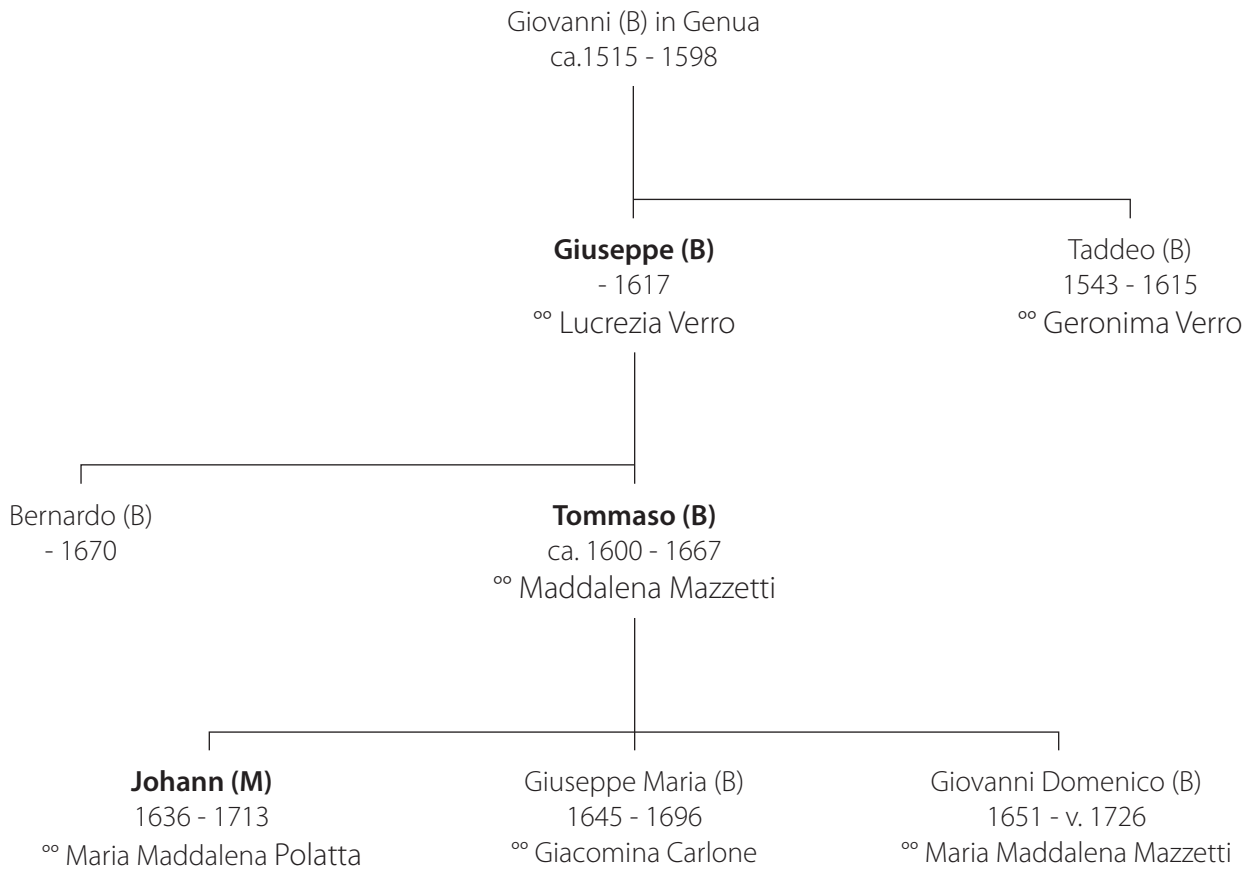 Giovanni (B) in Genua
ca.1515 - 1598
Giuseppe (B)
- 1617
°° Lucrezia Verro
Taddeo (B)
1543 - 1615
°° Geronima Verro
Bernardo (B)
- 1670
Tommaso (B)
ca. 1600 - 1667
°° Maddalena Mazzetti
Johann (M)
1636 - 1713
°° Maria Maddalena Polatta
Giuseppe Maria (B)
1645 - 1696
°° Giacomina Carlone
Giovanni Domenico (B)
1651 - v. 1726
°° Maria Maddalena Mazzetti